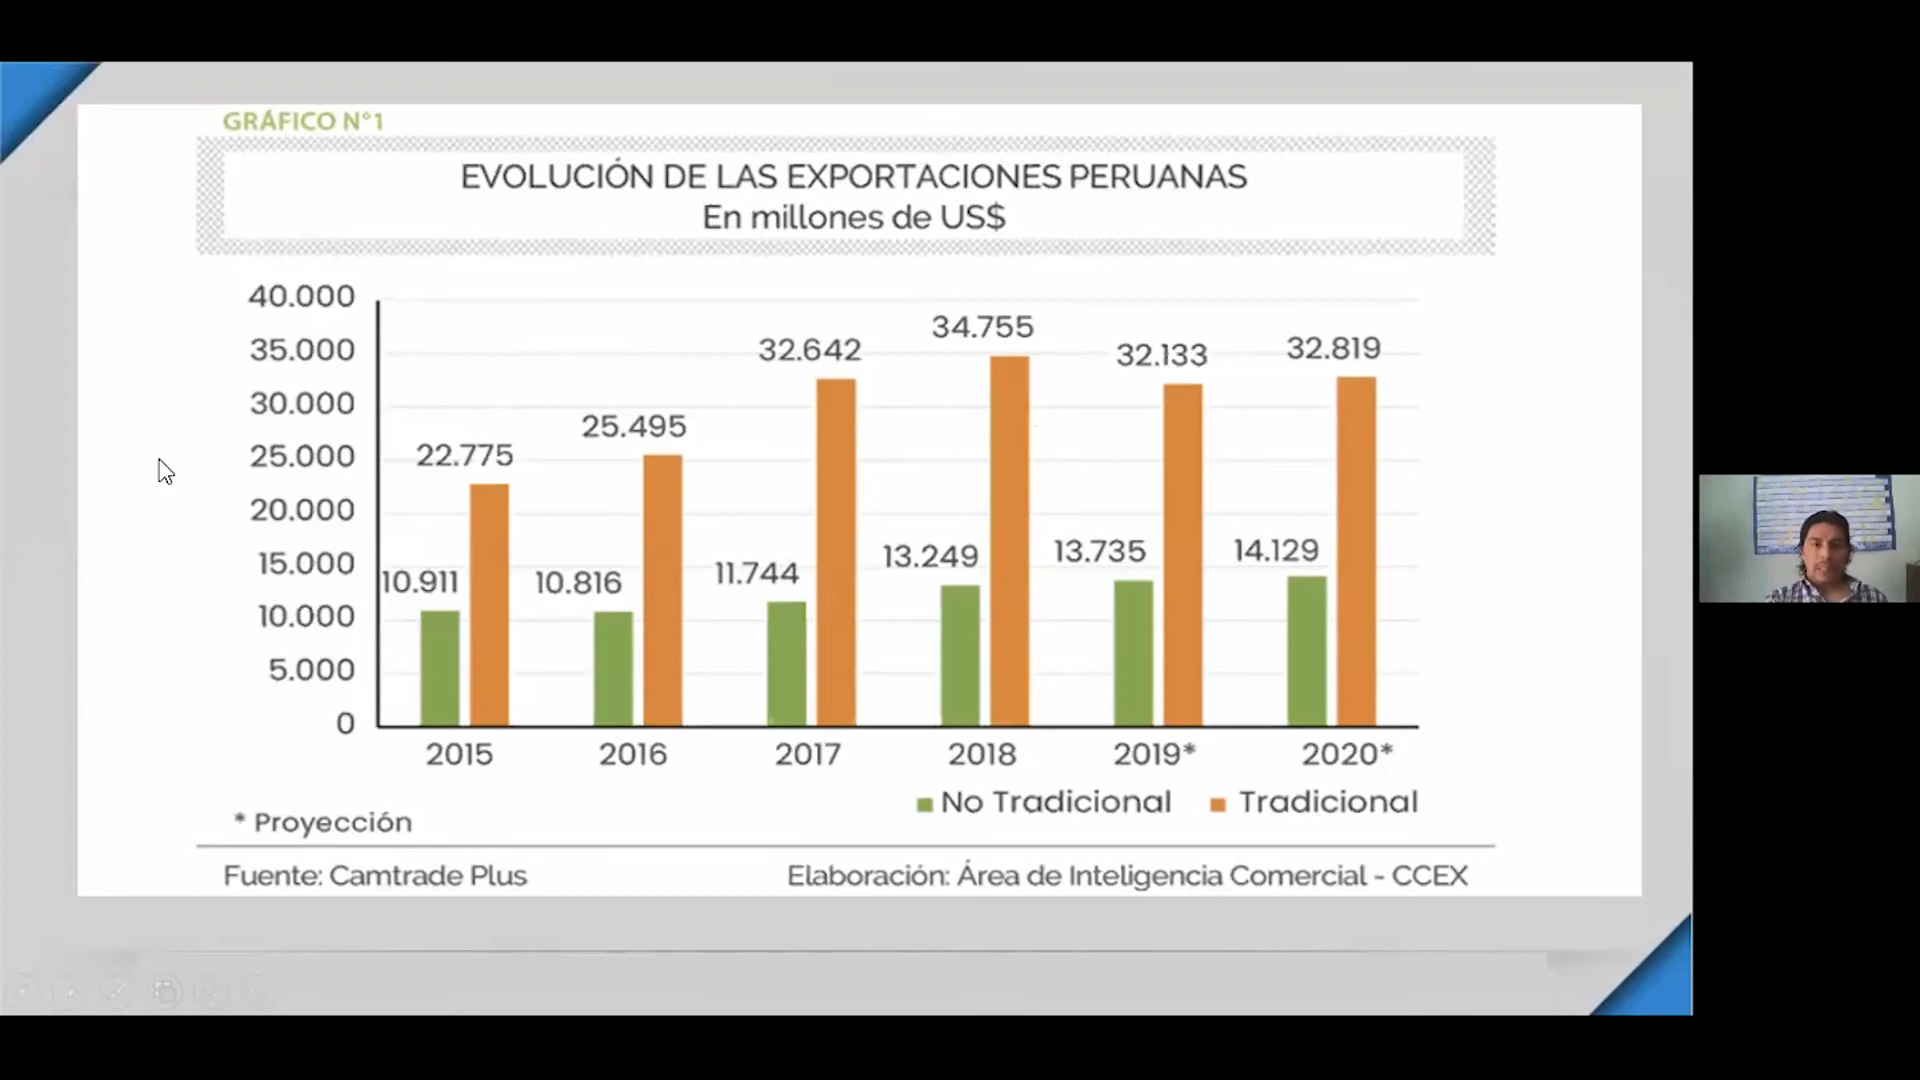 GRÁFICO N°1
EVOLUCIÓN DE LAS EXPORTACIONES PERUANAS
En millones de US$
40.000
35.000
30.000
25.000
20.000
15.000
10.000
5.000
0
22.775
25.495
32.642
34.755
32.133
32.819
10.911
10.816
11.744
13.249
13.735
14.129
2015 2016 2017 2018 2019* 2020*
No Tradicional Tradicional
* Proyección
Fuente: Camtrade Plus
Elaboración: Área de Inteligencia Comercial - CCEX